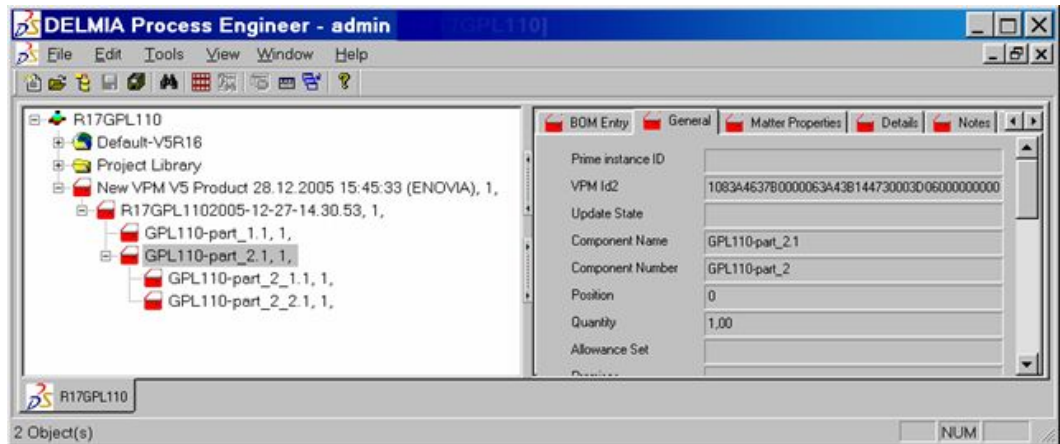 DELMIA Process Engineer - admin
File Edit Tools View Window Help
R17GPL110
Default-V5R16
Project Library
New VPM V5 Product 28.12.2005 15:45:33 (ENOVIA), 1,
R17GPL1102005-12-27-14.30.53, 1,
GPL110-part_1.1, 1,
GPL110-part_2.1, 1,
GPL110-part_2_1.1, 1,
GPL110-part_2_2.1, 1,
BOM Entry General Matter Properties Details Notes
Prime instance ID
VPM Id2 1083A4637B0000063A43B144730003D06000000000
Update State
Component Name GPL110-part_2.1
Component Number GPL110-part_2
Position 0
Quantity 1,00
Allowance Set
R17GPL110
2 Object(s) NUM